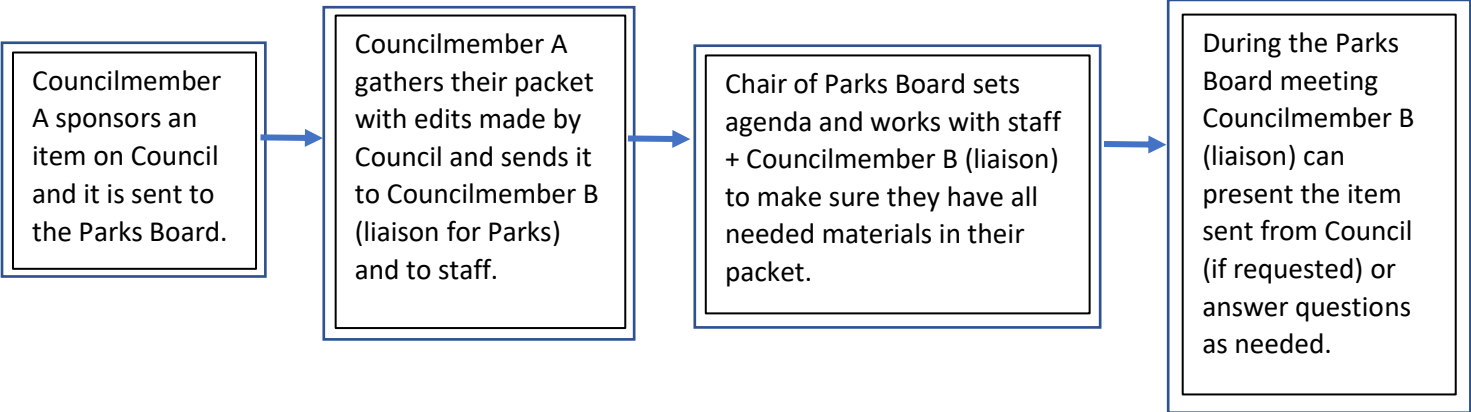 Councilmember
A sponsors an
item on Council
and it is sent to
the Parks Board.
Councilmember A
gathers their packet
with edits made by
Council and sends it
to Councilmember B
(liaison for Parks)
and to staff.
Chair of Parks Board sets
agenda and works with staff
+ Councilmember B (liaison)
to make sure they have all
needed materials in their
packet.
During the Parks
Board meeting
Councilmember B
(liaison) can
present the item
sent from Council
(if requested) or
answer questions
as needed.